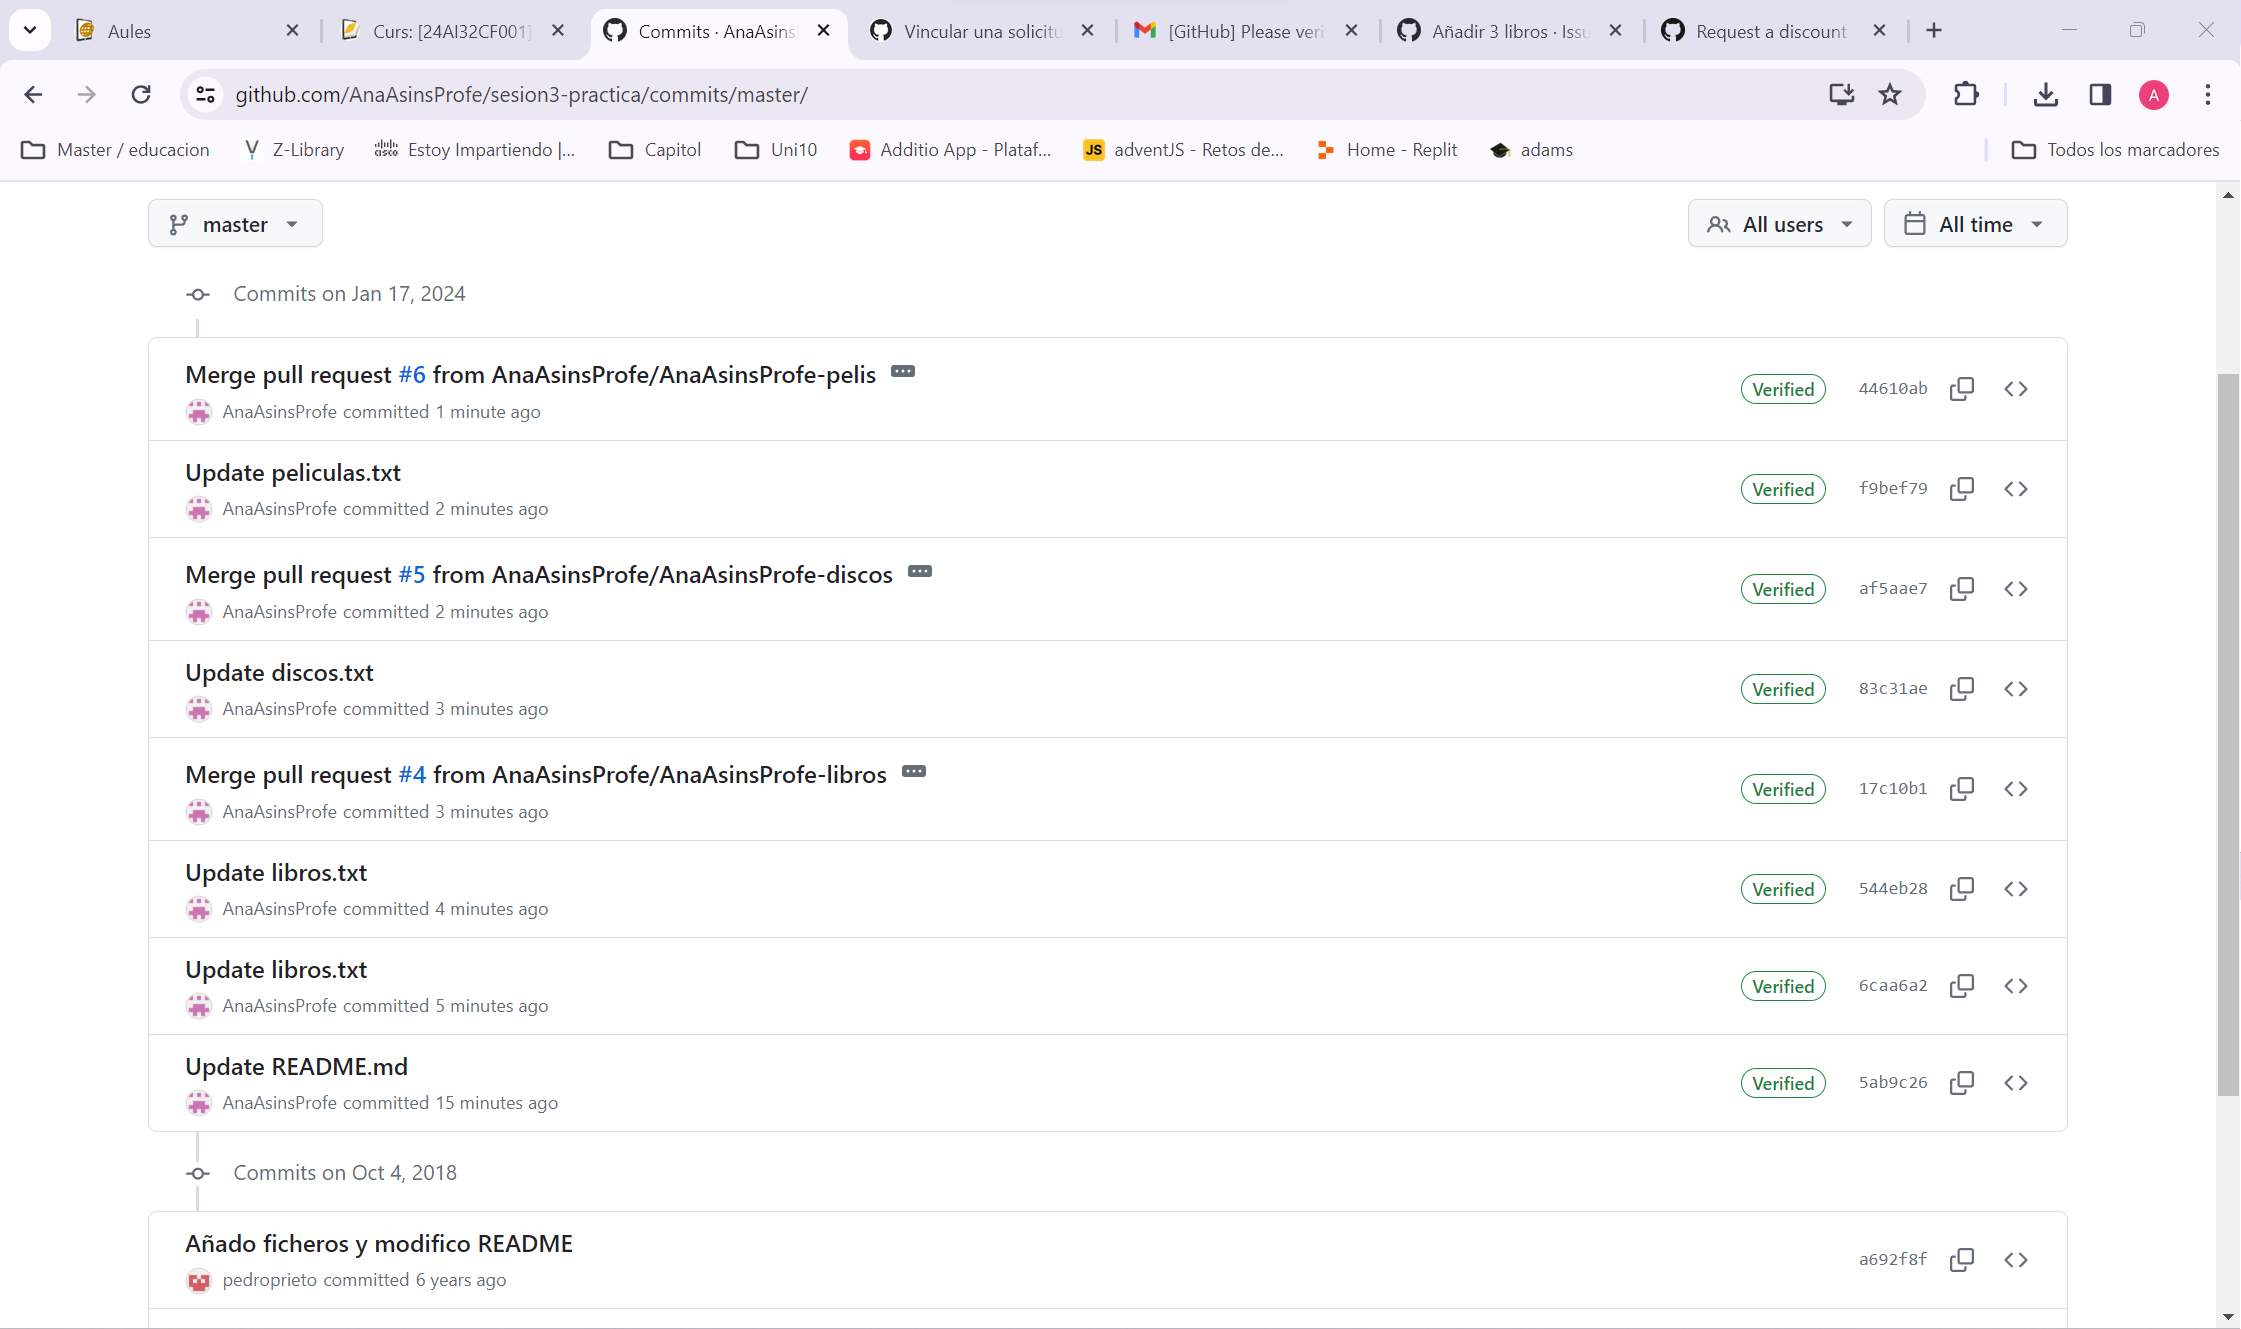 Aules
Curs: [24AI32CF001]
Commits · AnaAsins
Vincular una solicitu
[GitHub] Please veri
Añadir 3 libros · Issu
Request a discount
github.com/AnaAsinsProfe/sesion3-practica/commits/master/
A
Master / educacion
Z-Library
cisco
Estoy Impartiendo |...
Capitol
Uni10
Additio App - Plataf...
JS
adventJS - Retos de...
Home - Replit
adams
Todos los marcadores
master
All users
All time
Commits on Jan 17, 2024
Merge pull request #6 from AnaAsinsProfe/AnaAsinsProfe-pelis
AnaAsinsProfe committed 1 minute ago
Verified
44610ab
Update peliculas.txt
AnaAsinsProfe committed 2 minutes ago
Verified
f9bef79
Merge pull request #5 from AnaAsinsProfe/AnaAsinsProfe-discos
AnaAsinsProfe committed 2 minutes ago
Verified
af5aae7
Update discos.txt
AnaAsinsProfe committed 3 minutes ago
Verified
83c31ae
Merge pull request #4 from AnaAsinsProfe/AnaAsinsProfe-libros
AnaAsinsProfe committed 3 minutes ago
Verified
17c10b1
Update libros.txt
AnaAsinsProfe committed 4 minutes ago
Verified
544eb28
Update libros.txt
AnaAsinsProfe committed 5 minutes ago
Verified
6caa6a2
Update README.md
AnaAsinsProfe committed 15 minutes ago
Verified
5ab9c26
Commits on Oct 4, 2018
Añado ficheros y modifico README
pedroprieto committed 6 years ago
a692f8f